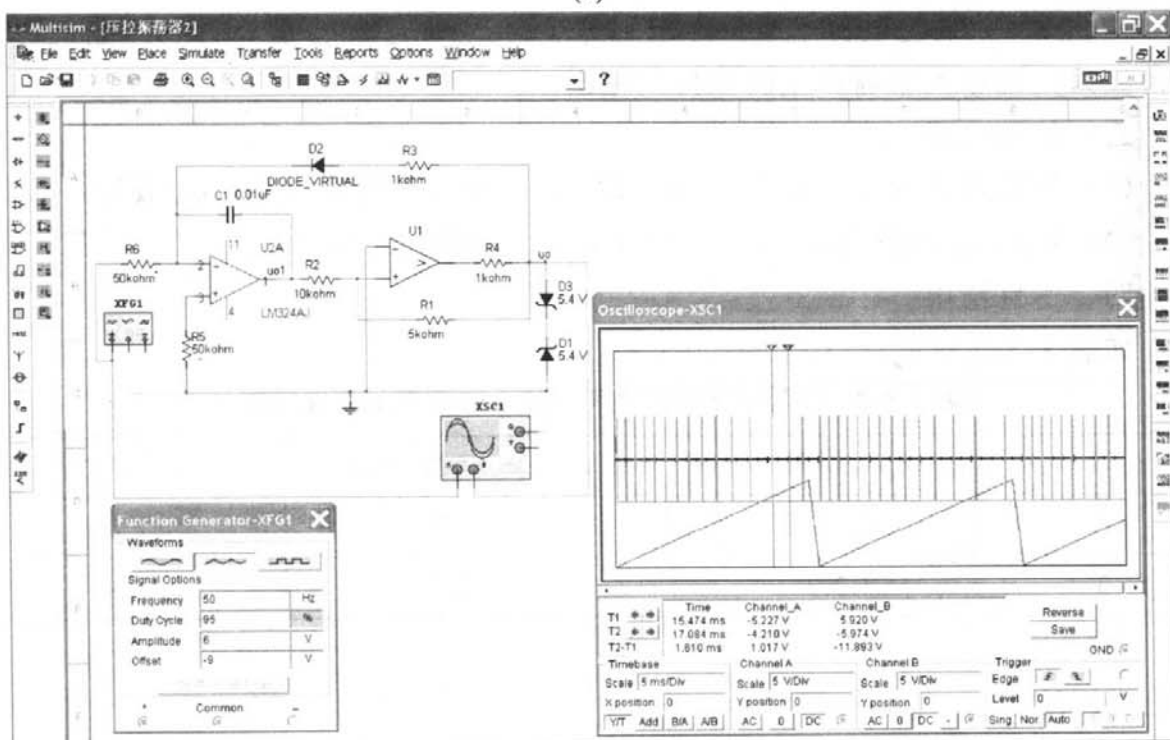 Multisim - [压控振荡器2]
File Edit View Place Simulate Transfer Tools Reports Options Window Help
D2
DIODE_VIRTUAL
R3
1kohm
C1 0.01uF
R6
50kohm
11
U2A
2
3
1
4
uo1
LM324AJ
R2
10kohm
U1
R4
1kohm
uo
R1
5kohm
D3
5.4 V
D1
5.4 V
XFG1
R5
50kohm
XSC1
Function Generator-XFG1
Waveforms
Signal Options
Frequency 50 Hz
Duty Cycle 95 %
Amplitude 6 V
Offset -9 V
+ Common -
Oscilloscope-XSC1
Time Channel_A Channel_B
T1 15.474 ms -5.227 V 5.920 V
T2 17.084 ms -4.210 V -5.974 V
T2-T1 1.610 ms 1.017 V -11.893 V
Reverse
Save
GND
Timebase
Scale 5 ms/Div
X position 0
Y/T Add B/A A/B
Channel A
Scale 5 V/Div
Y position 0
AC 0 DC
Channel B
Scale 5 V/Div
Y position 0
AC 0 DC -
Trigger
Edge
Level 0 V
Sing Nor Auto